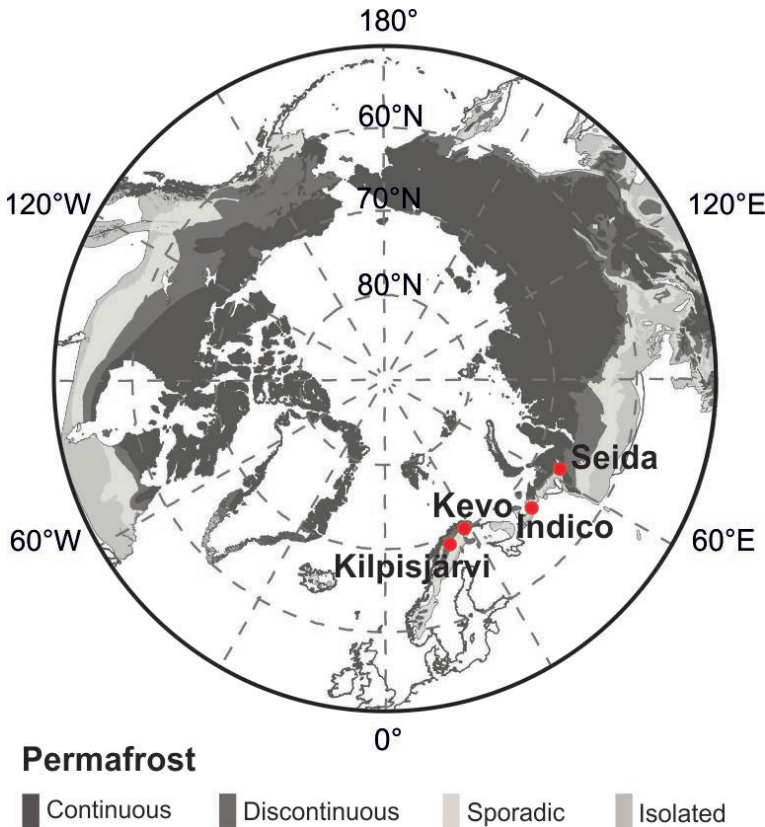 180°
60°N
120°W
70°N
120°E
80°N
Seida
Kevo
Indico
60°W
60°E
Kilpisjärvi
0°
Permafrost
Continuous Discontinuous Sporadic Isolated